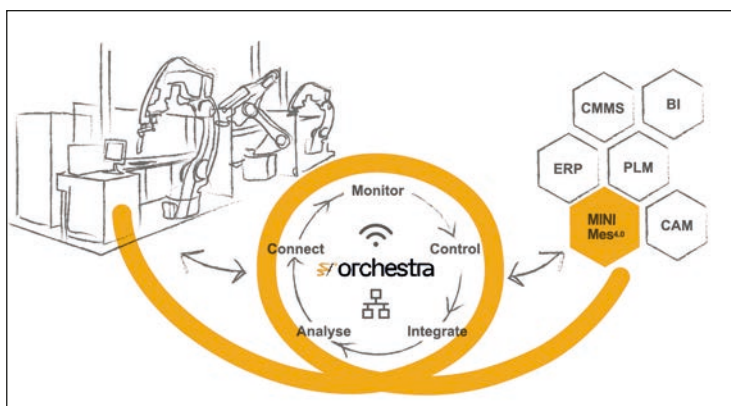 CMMS
BI
ERP
PLM
MINI
Mes4.0
CAM
Monitor
Connect
Control
orchestra
Analyse
Integrate